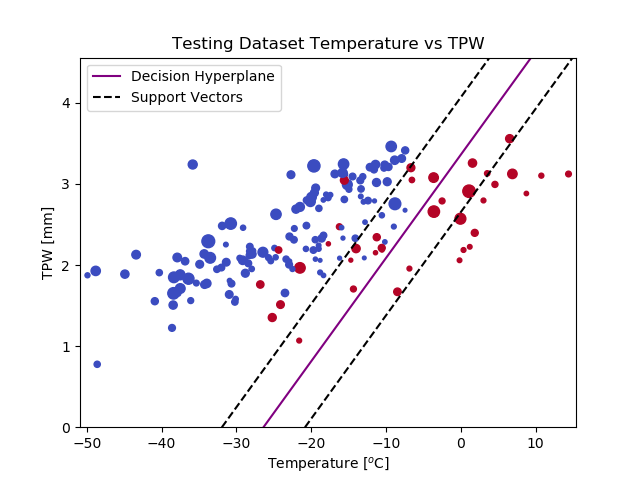 Testing Dataset Temperature vs TPW
Decision Hyperplane
Support Vectors
TPW [mm]
4
3
2
1
0
−50 −40 −30 −20 −10 0 10
Temperature [°C]